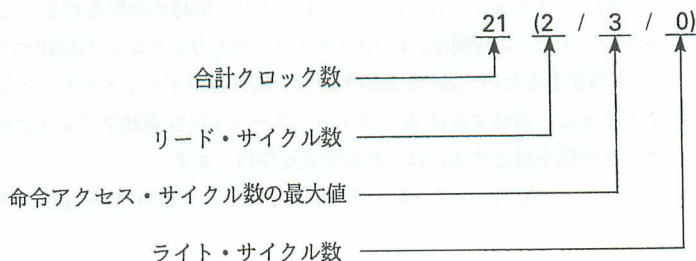 21 (2 / 3 / 0)
合計クロック数
リード・サイクル数
命令アクセス・サイクル数の最大値
ライト・サイクル数